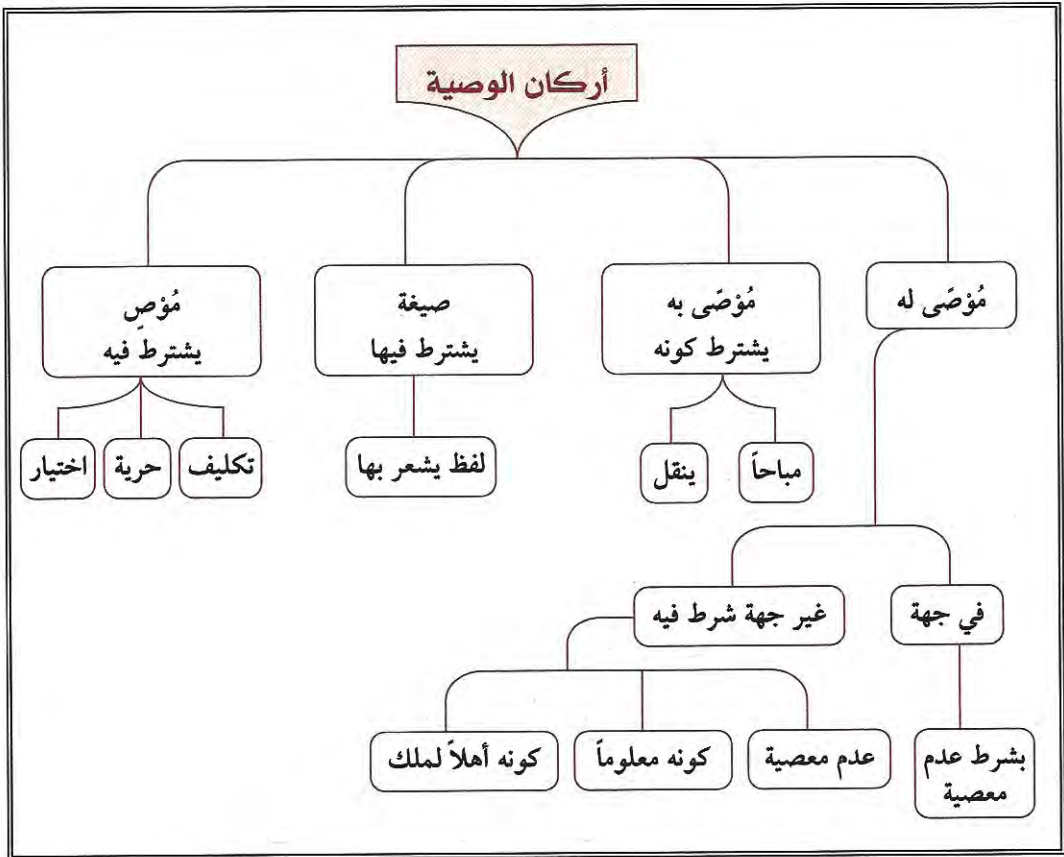 أركان الوصية
مُوْصَى له
مُوْصَى به
يشترط كونه
صيغة
يشترط فيها
مُوْصٍ
يشترط فيه
مباحاً
ينقل
لفظ يشعر بها
تكليف
حرية
اختيار
في جهة
غير جهة شرط فيه
بشرط عدم
معصية
عدم معصية
كونه معلوماً
كونه أهلاً لملك